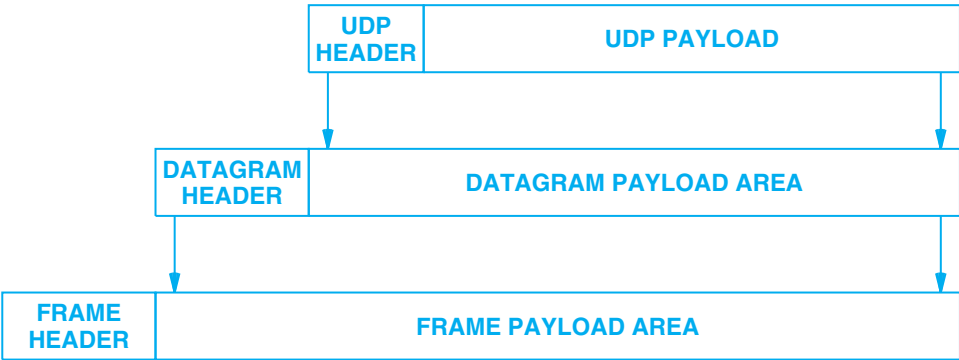 UDP
HEADER
UDP PAYLOAD
DATAGRAM
HEADER
DATAGRAM PAYLOAD AREA
FRAME
HEADER
FRAME PAYLOAD AREA